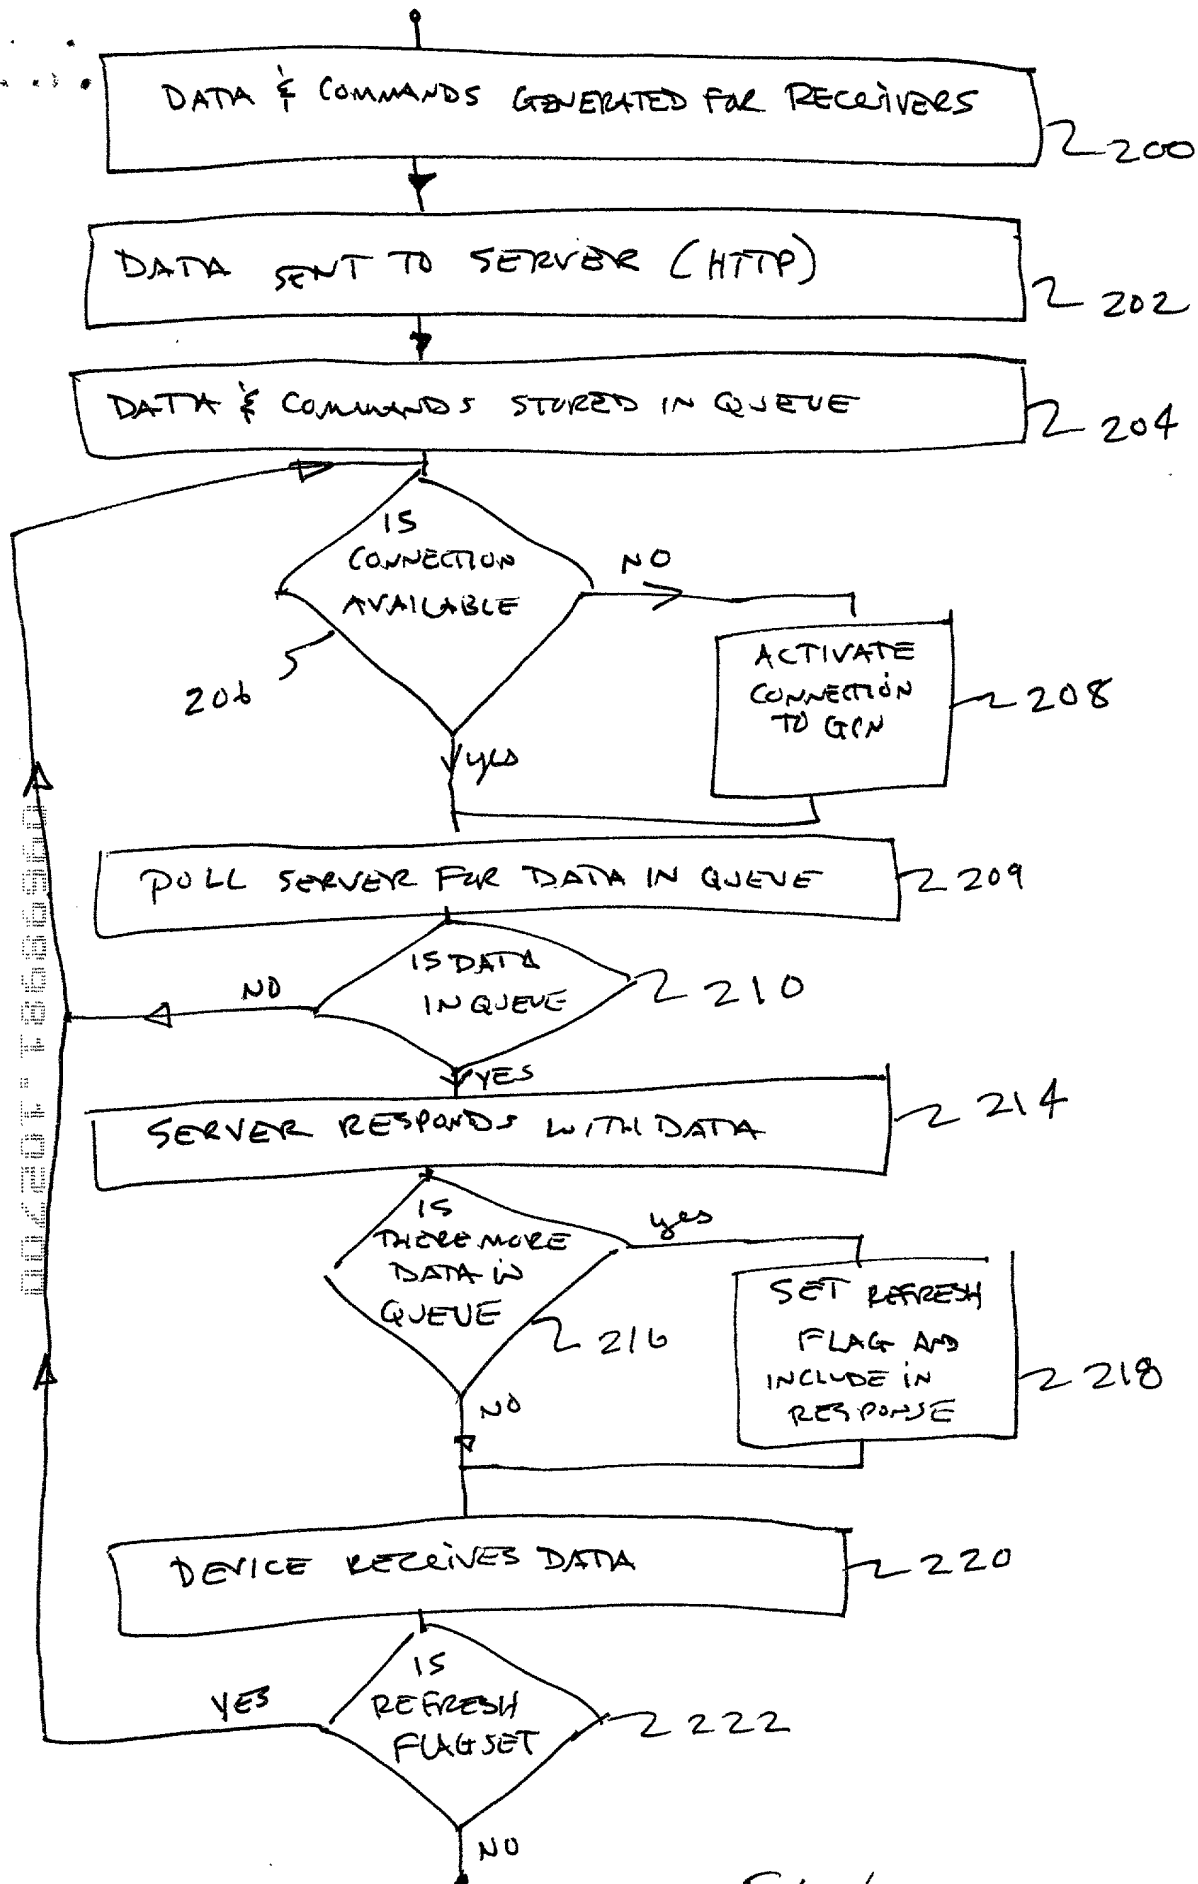 DATA & COMMANDS GENERATED FOR RECEIVERS
200
DATA SENT TO SERVER (HTTP)
202
DATA & COMMANDS STORED IN QUEUE
204
IS
CONNECTION
AVAILABLE
NO
206
ACTIVATE
CONNECTION
TO GCN
208
yes
POLL SERVER FOR DATA IN QUEUE
209
IS DATA
IN QUEUE
NO
210
YES
SERVER RESPONDS WITH DATA
214
IS
THERE MORE
DATA IN
QUEUE
yes
216
SET REFRESH
FLAG AND
INCLUDE IN
RESPONSE
218
NO
DEVICE RECEIVES DATA
220
IS
REFRESH
FLAG SET
YES
222
NO